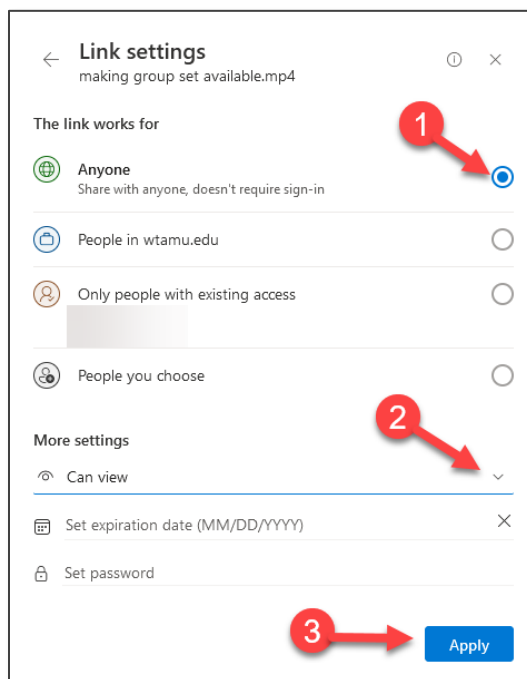 Link settings
making group set available.mp4
The link works for
1
Anyone
Share with anyone, doesn't require sign-in
People in wtamu.edu
Only people with existing access
People you choose
2
More settings
Can view
Set expiration date (MM/DD/YYYY)
Set password
3
Apply